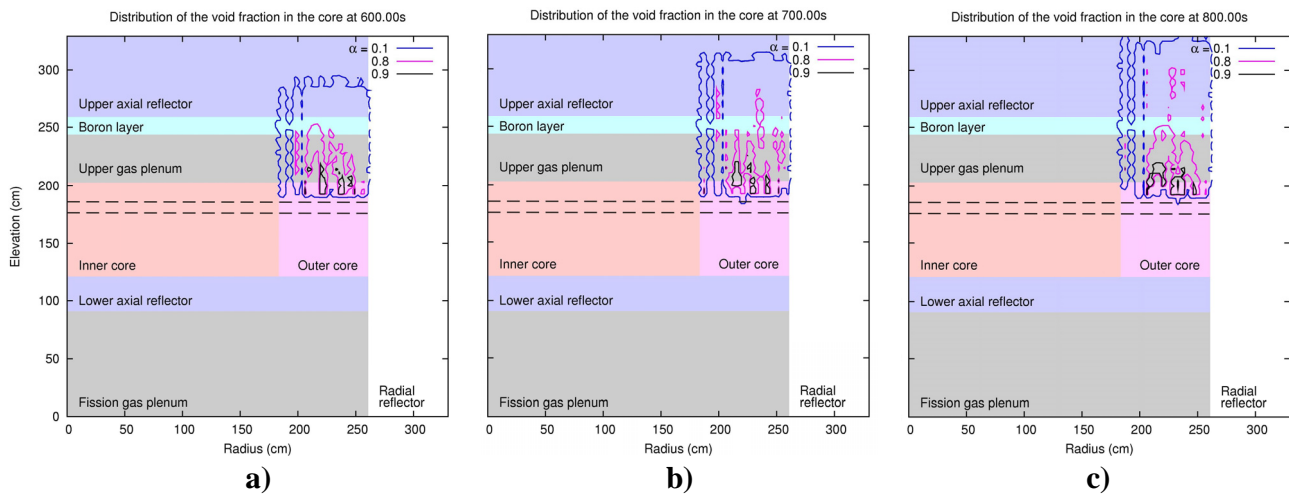 Distribution of the void fraction in the core at 600.00s
α = 0.1
0.8
0.9
300
250
200
150
100
50
0
Elevation (cm)
Upper axial reflector
Boron layer
Upper gas plenum
Inner core
Outer core
Lower axial reflector
Fission gas plenum
Radial
reflector
0 50 100 150 200 250 300
Radius (cm)
a)
Distribution of the void fraction in the core at 700.00s
α = 0.1
0.8
0.9
Upper axial reflector
Boron layer
Upper gas plenum
Inner core
Outer core
Lower axial reflector
Fission gas plenum
Radial
reflector
0 50 100 150 200 250 300
Radius (cm)
b)
Distribution of the void fraction in the core at 800.00s
α = 0.1
0.8
0.9
Upper axial reflector
Boron layer
Upper gas plenum
Inner core
Outer core
Lower axial reflector
Fission gas plenum
Radial
reflector
0 50 100 150 200 250 300
Radius (cm)
c)